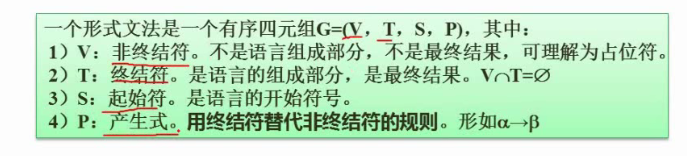 一个形式文法是一个有序四元组G=(V，T，S，P)，其中：
1）V：非终结符。不是语言组成部分，不是最终结果，可理解为占位符。
2）T：终结符。是语言的组成部分，是最终结果。V∩T=∅
3）S：起始符。是语言的开始符号。
4）P：产生式。用终结符替代非终结符的规则。形如α→β